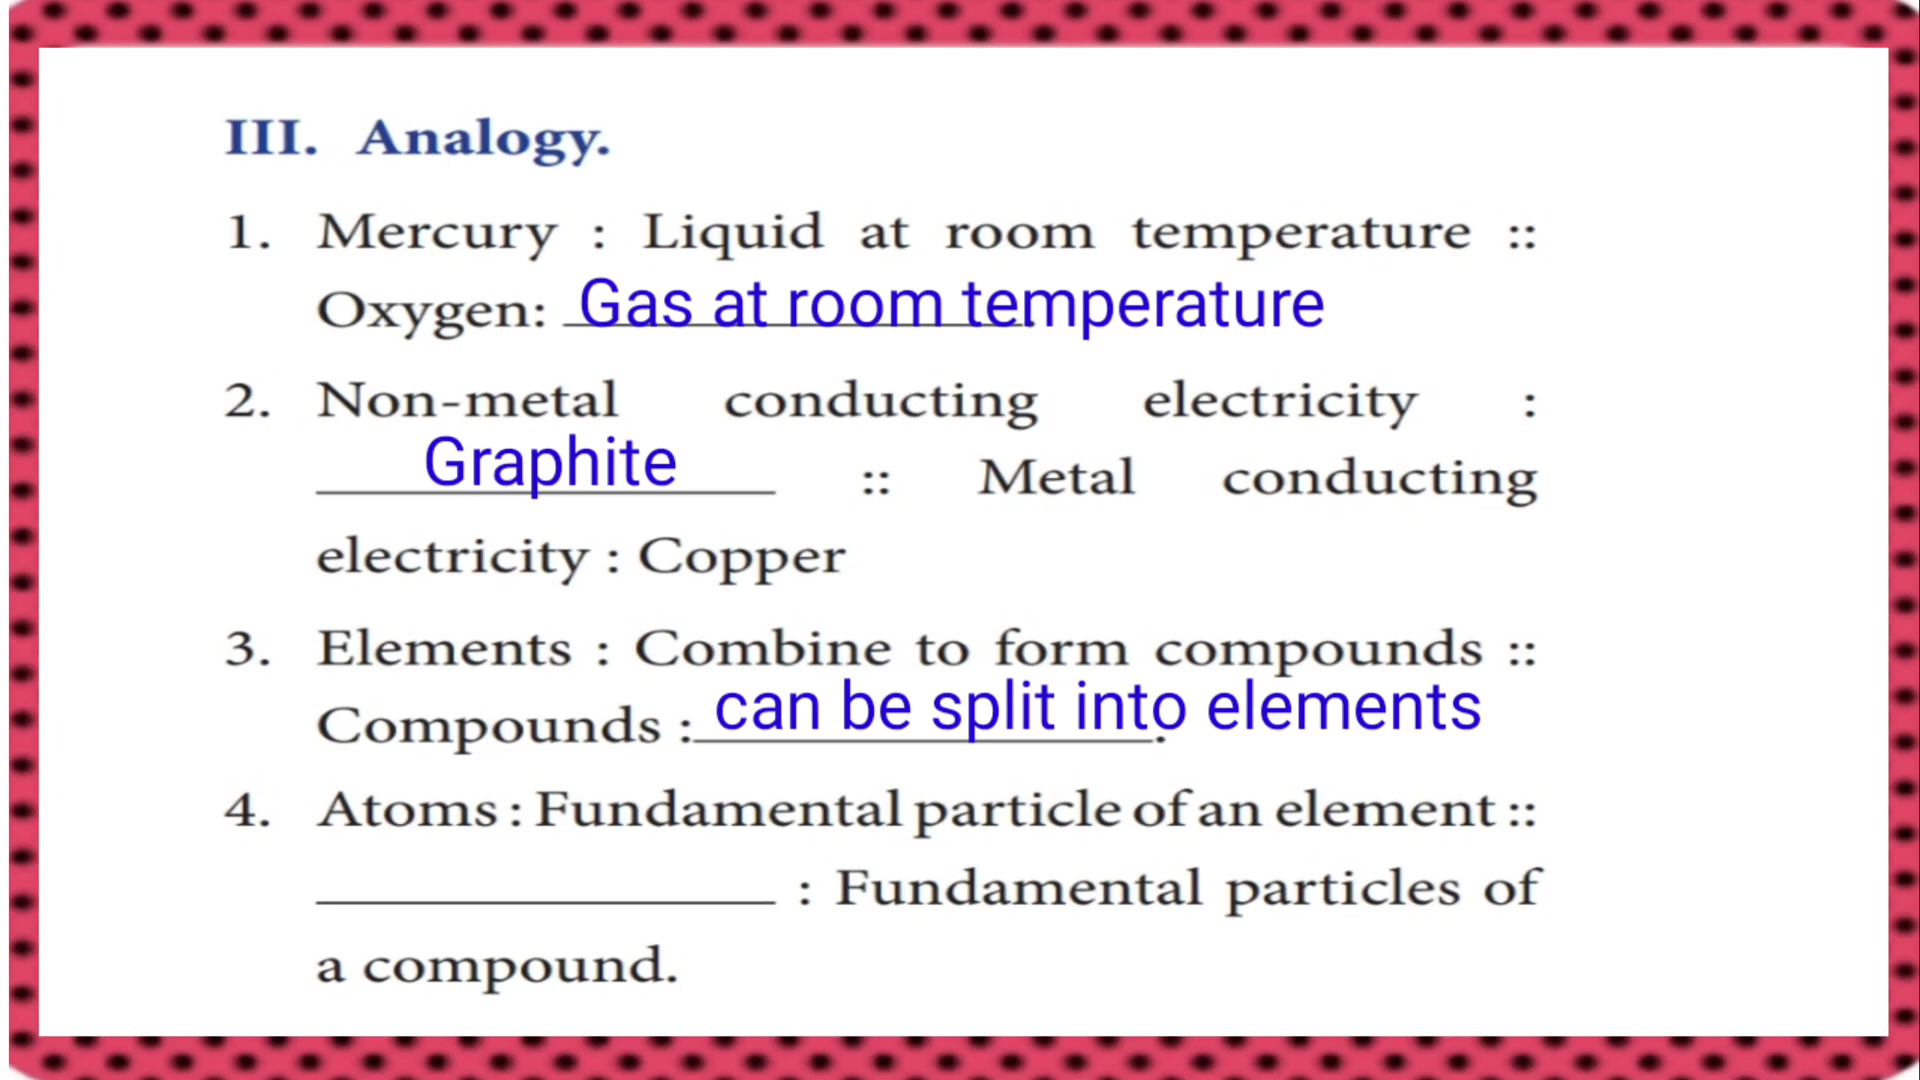 III. Analogy.
1. Mercury : Liquid at room temperature ::
Oxygen: Gas at room temperature
2. Non-metal conducting electricity :
Graphite :: Metal conducting
electricity : Copper
3. Elements : Combine to form compounds ::
Compounds : can be split into elements.
4. Atoms : Fundamental particle of an element ::
____________ : Fundamental particles of
a compound.